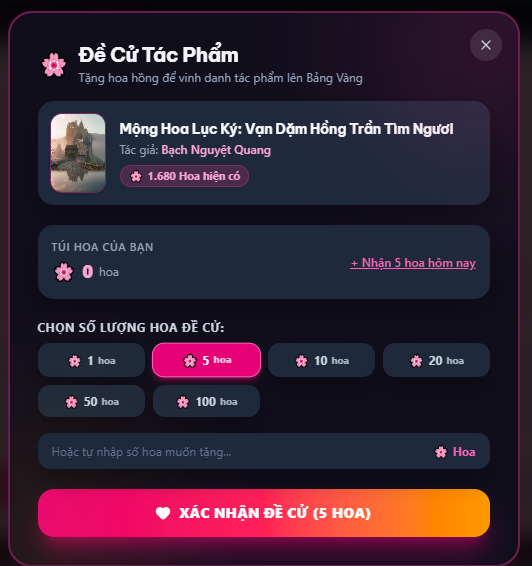 Đề Cử Tác Phẩm
Tặng hoa hồng để vinh danh tác phẩm lên Bảng Vàng
Mộng Hoa Lục Ký: Vạn Dặm Hồng Trần Tìm Ngươi
Tác giả: Bạch Nguyệt Quang
1.680 Hoa hiện có
TÚI HOA CỦA BẠN
0 hoa
+ Nhận 5 hoa hôm nay
CHỌN SỐ LƯỢNG HOA ĐỀ CỬ:
1 hoa
5 hoa
10 hoa
20 hoa
50 hoa
100 hoa
Hoặc tự nhập số hoa muốn tặng...
Hoa
XÁC NHẬN ĐỀ CỬ (5 HOA)